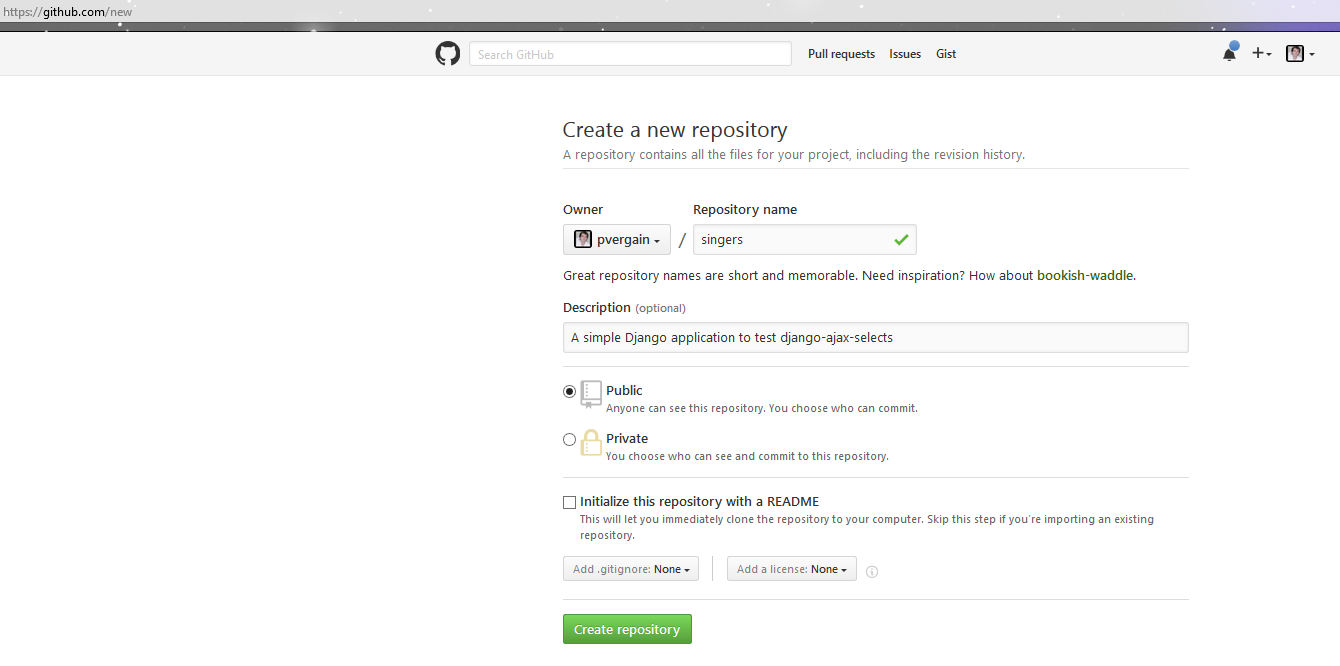 https://github.com/new
Search GitHub
Pull requests Issues Gist
Create a new repository
A repository contains all the files for your project, including the revision history.
Owner Repository name
pvergain / singers
Great repository names are short and memorable. Need inspiration? How about bookish-waddle.
Description (optional)
A simple Django application to test django-ajax-selects
Public
Anyone can see this repository. You choose who can commit.
Private
You choose who can see and commit to this repository.
Initialize this repository with a README
This will let you immediately clone the repository to your computer. Skip this step if you're importing an existing
repository.
Add .gitignore: None Add a license: None
Create repository